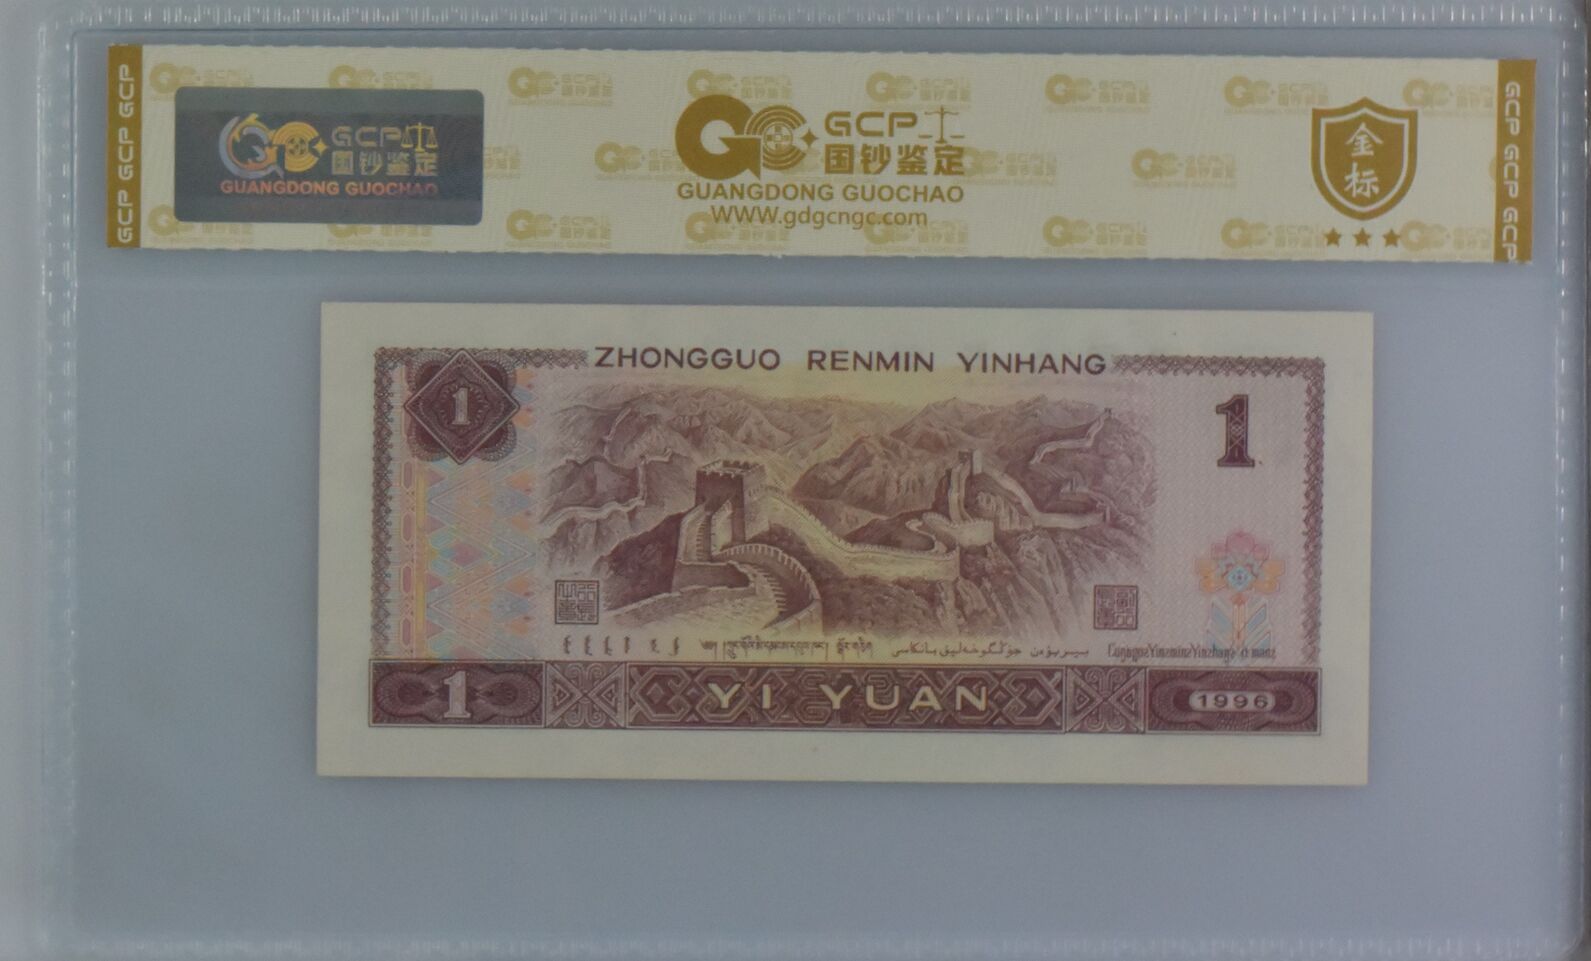 GCP GCP GCP
GCP 国钞鉴定
GUANGDONG GUOCHAO
GCP 国钞鉴定
GUANGDONG GUOCHAO
WWW.gdgcngc.com
金标
GCP GCP GCP
ZHONGGUO RENMIN YINHANG
1
1
1 YI YUAN 1996